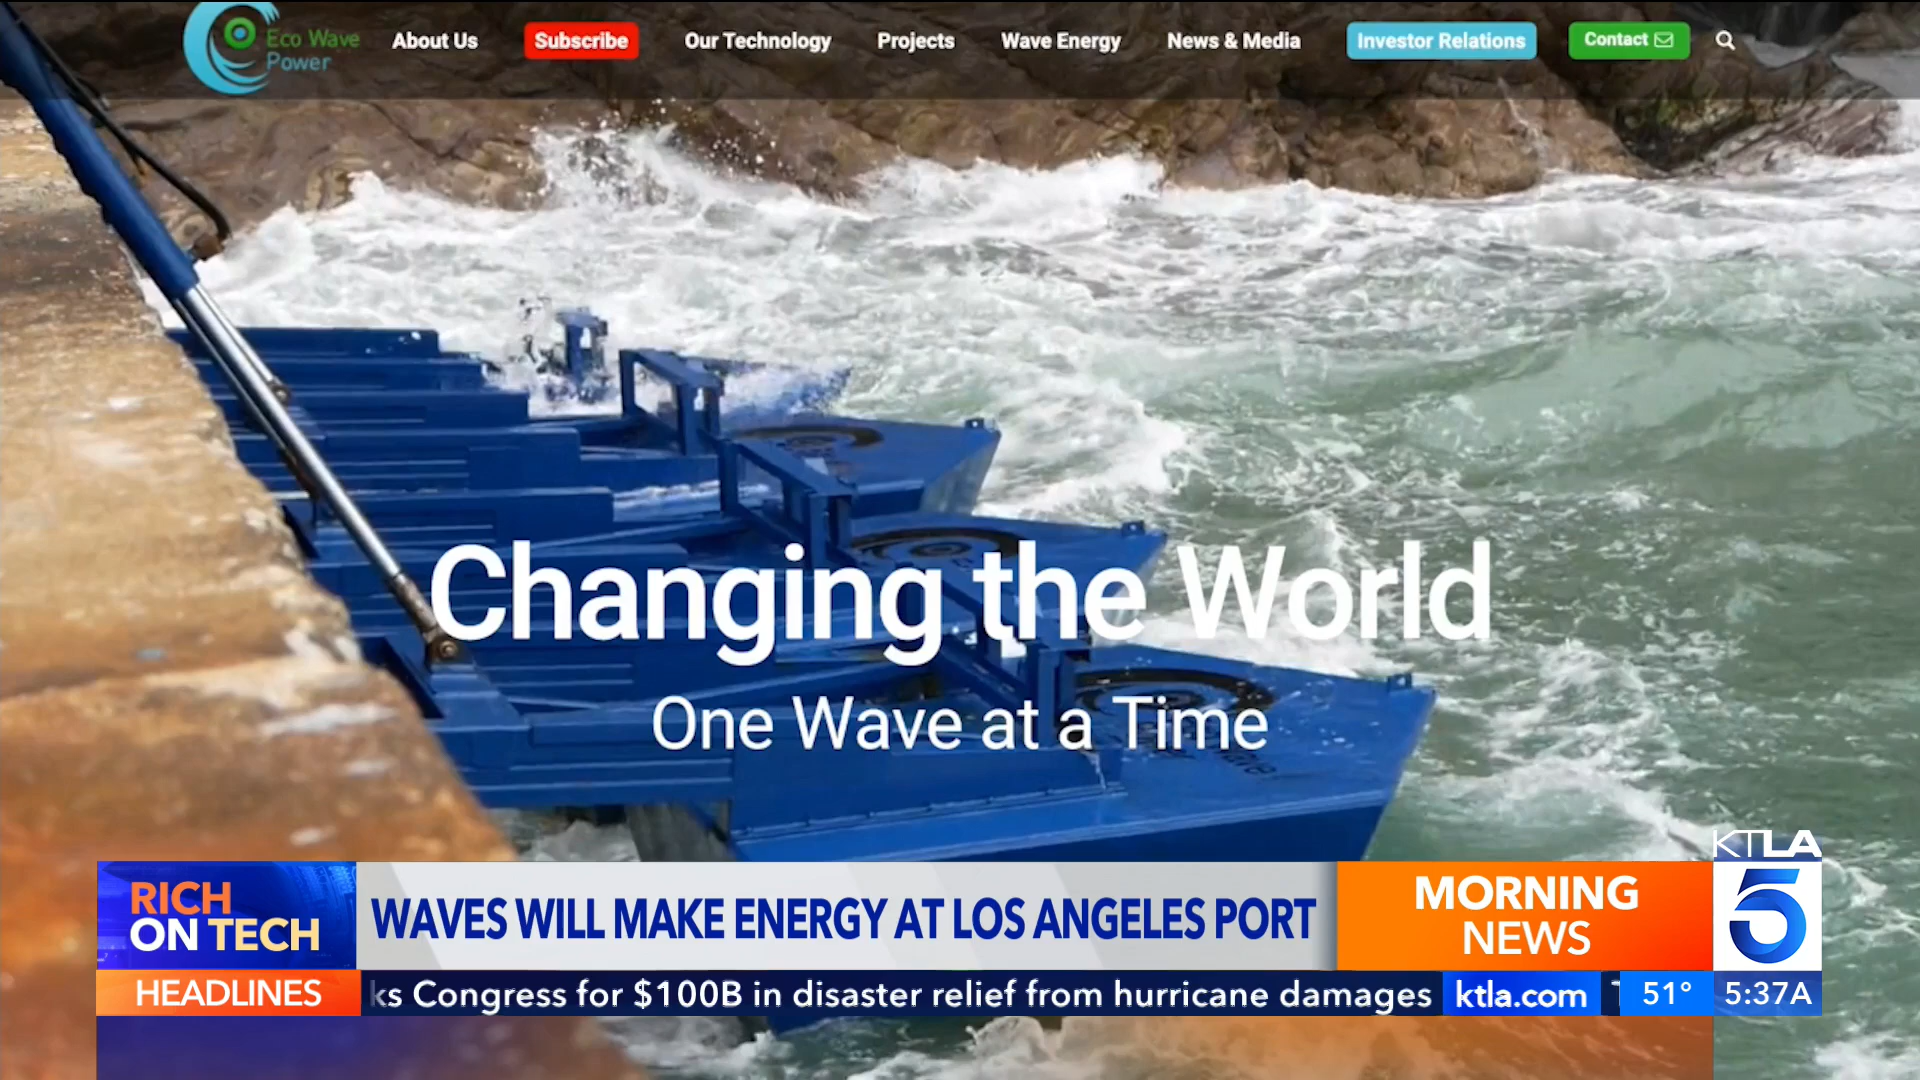 Eco Wave
Power
About Us
Subscribe
Our Technology
Projects
Wave Energy
News & Media
Investor Relations
Contact
Changing the World
One Wave at a Time
KTLA
5
RICH
ON TECH
WAVES WILL MAKE ENERGY AT LOS ANGELES PORT
MORNING
NEWS
HEADLINES
ks Congress for $100B in disaster relief from hurricane damages
ktla.com
51°
5:37A